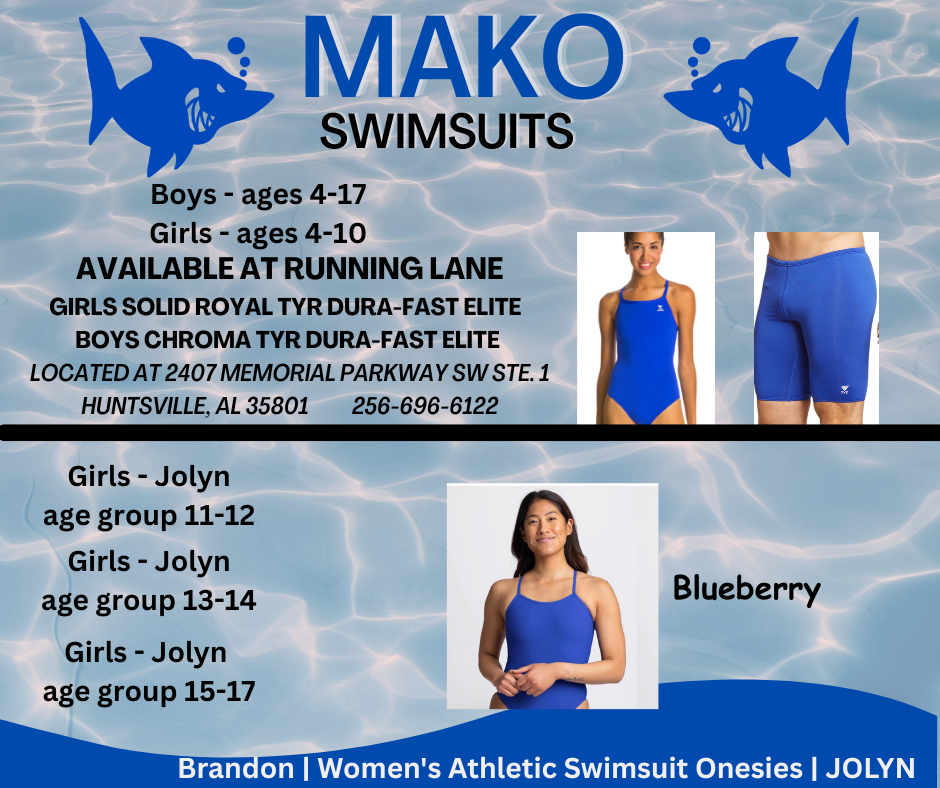 MAKO
SWIMSUITS
Boys - ages 4-17
Girls - ages 4-10
AVAILABLE AT RUNNING LANE
GIRLS SOLID ROYAL TYR DURA-FAST ELITE
BOYS CHROMA TYR DURA-FAST ELITE
LOCATED AT 2407 MEMORIAL PARKWAY SW STE. 1
HUNTSVILLE, AL 35801 256-696-6122
Girls - Jolyn
age group 11-12
Girls - Jolyn
age group 13-14
Girls - Jolyn
age group 15-17
Blueberry
Brandon | Women's Athletic Swimsuit Onesies | JOLYN